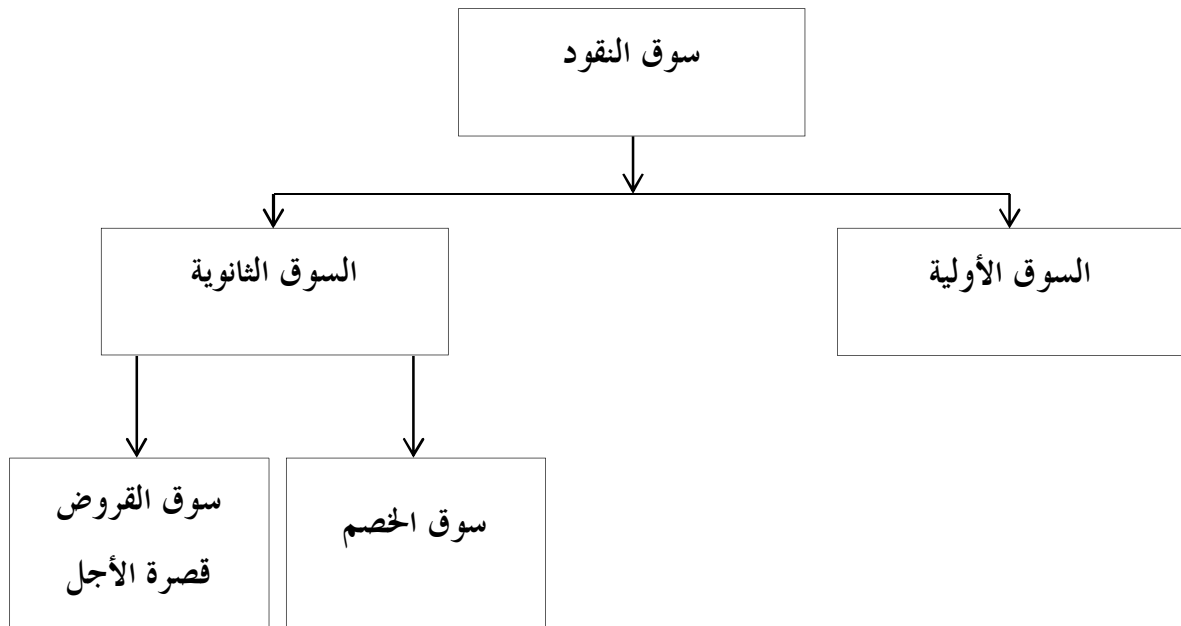 سوق النقود
السوق الأولية
السوق الثانوية
سوق الخصم
سوق القروض
قصرة الأجل